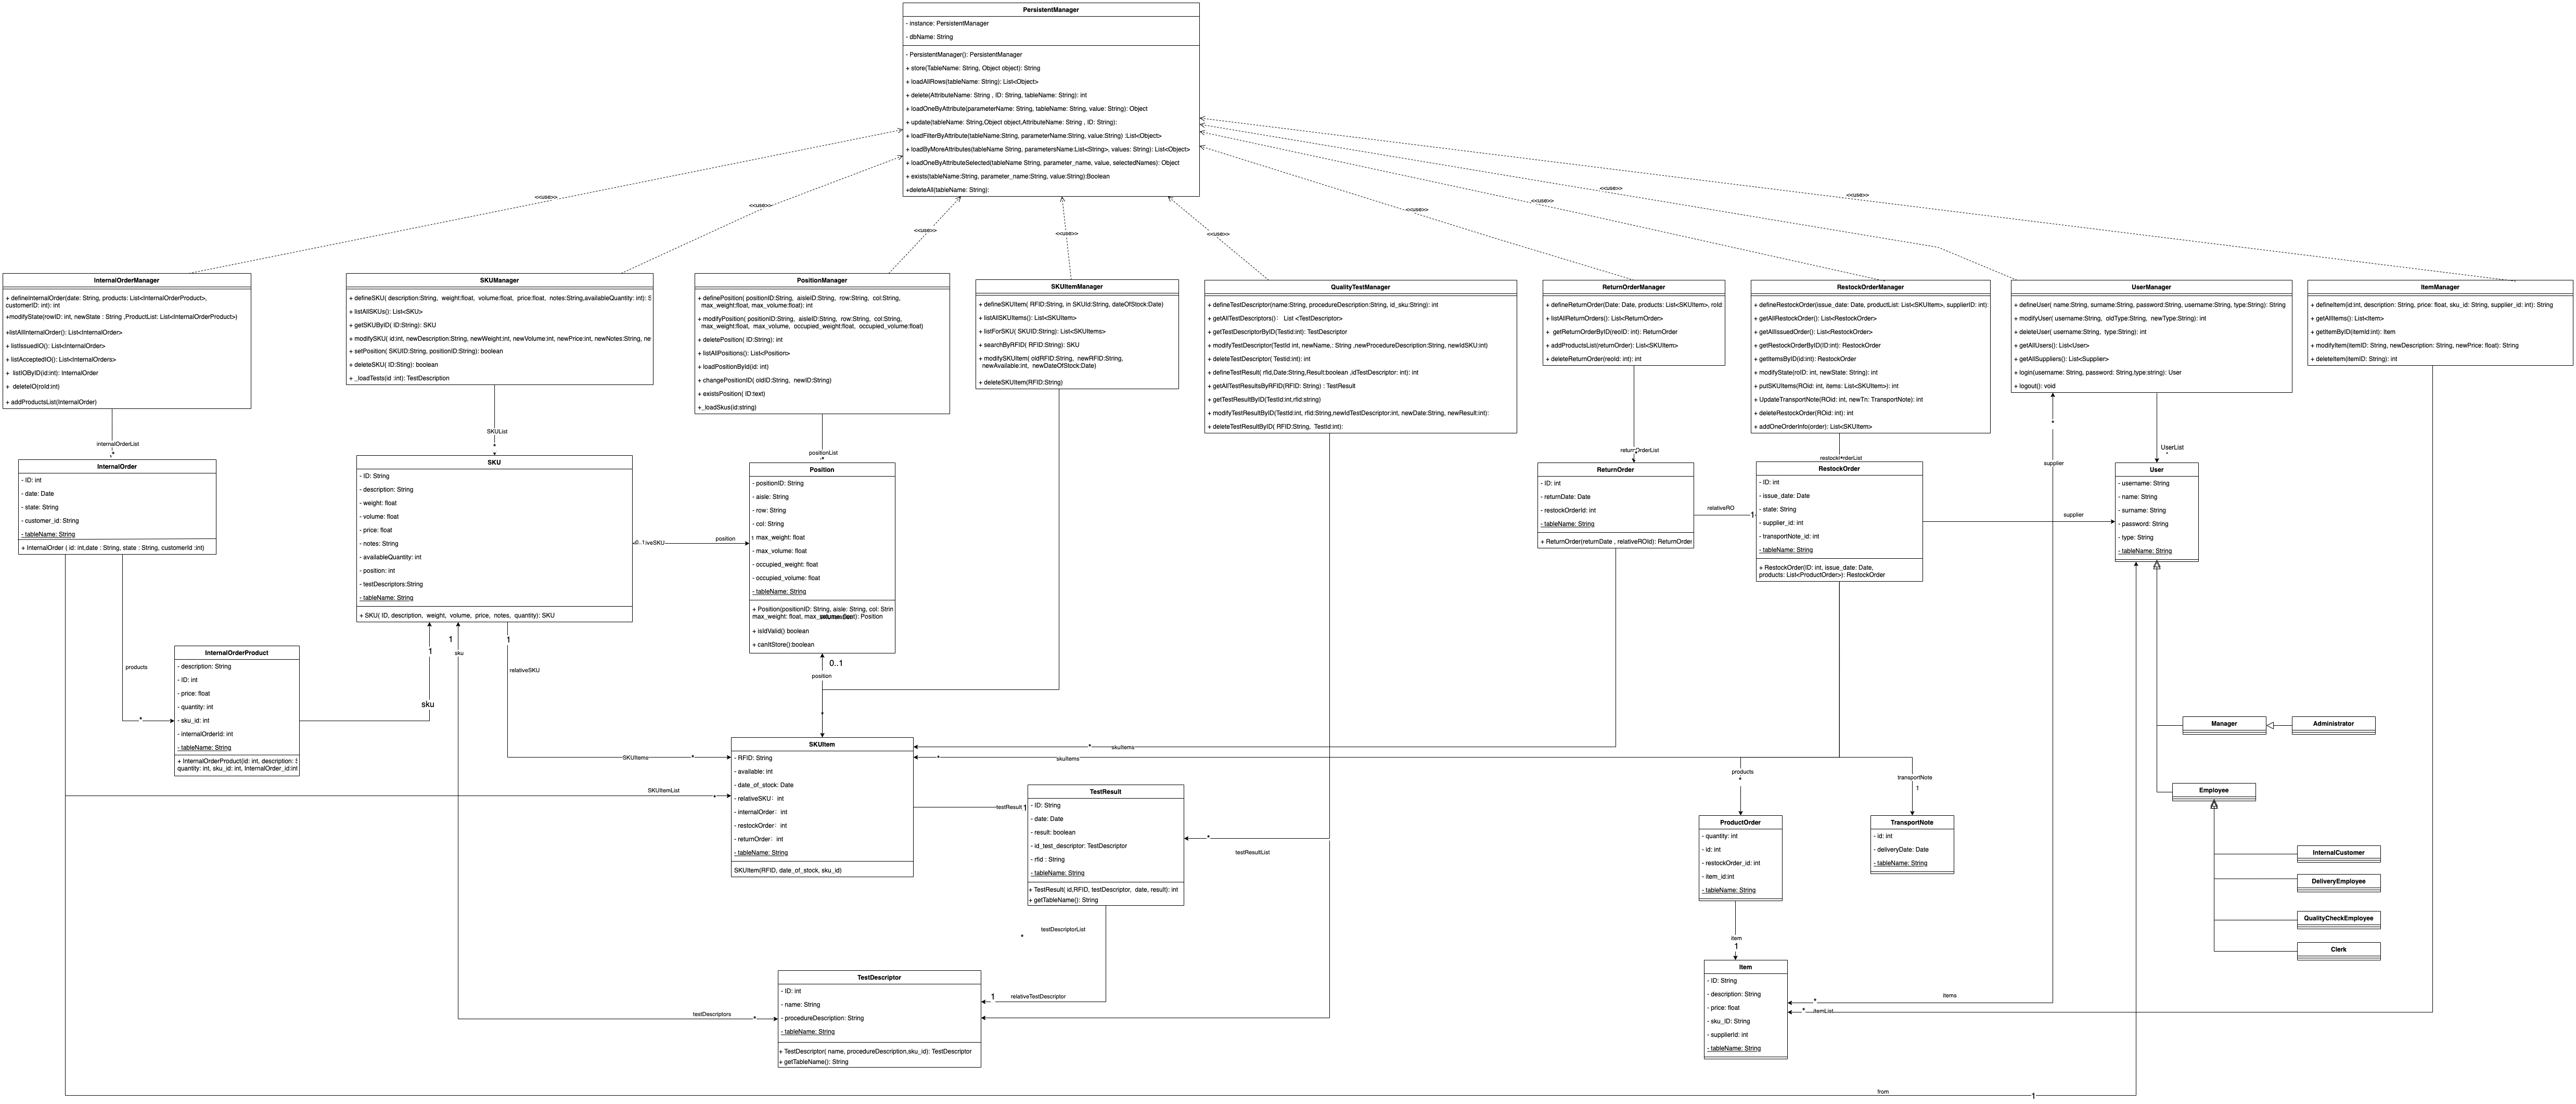 PersistentManager
- instance: PersistentManager
- dbName: String
- PersistentManager(): PersistentManager
+ store(TableName: String, Object object): String
+ loadAllRows(tableName: String): List<Object>
+ delete(AttributeName: String , ID: String, tableName: String): int
+ loadOneByAttribute(parameterName: String, tableName: String, value: String): Object
+ update(tableName: String,Object object,AttributeName: String , ID: String):
+ loadFilterByAttribute(tableName:String, parameterName:String, value:String) :List<Object>
+ loadByMoreAttributes(tableName String, parametersName:List<String>, values: String): List<Object>
+ loadOneByAttributeSelected(tableName String, parameter_name, value, selectedNames): Object
+ exists(tableName:String, parameter_name:String, value:String):Boolean
+deleteAll(tableName: String):
<<use>>
<<use>>
<<use>>
<<use>>
<<use>>
<<use>>
<<use>>
<<use>>
<<use>>
InternalOrderManager
+ defineInternalOrder(date: String, products: List<InternalOrderProduct>,
customerID: int): int
+modifyState(rowID: int, newState : String ,ProductList: List<InternalOrderProduct>)
+listAllInternalOrder(): List<InternalOrder>
+ listIssuedIO(): List<InternalOrder>
+ listAcceptedIO(): List<InternalOrders>
+ listIOByID(id:int): InternalOrder
+ deleteIO(roId:int)
+ addProductsList(InternalOrder)
SKUManager
+ defineSKU( description:String, weight:float, volume:float, price:float, notes:String,availableQuantity: int): S
+ listAllSKUs(): List<SKU>
+ getSKUByID( ID:String): SKU
+ modifySKU( id:int, newDescription:String, newWeight:int, newVolume:int, newPrice:int, newNotes:String, ne
+ setPosition( SKUID:String, positionID:String): boolean
+ deleteSKU( ID:Strng): boolean
+ _loadTests(id :int): TestDescription
PositionManager
+ definePosition( positionID:String, aisleID:String, row:String, col:String,
max_weight:float, max_volume:float): int
+ modifyPosition( positionID:String, aisleID:String, row:String, col:String,
max_weight:float, max_volume, occupied_weight:float, occupied_volume:float)
+ deletePosition( ID:String): int
+ listAllPositions(): List<Position>
+ loadPositionById(id: int)
+ changePositionID( oldID:String, newID:String)
+ existsPosition( ID:text)
+_loadSkus(id:string)
SKUItemManager
+ defineSKUItem( RFID:String, in SKUId:String, dateOfStock:Date)
+ listAllSKUItems(): List<SKUItems>
+ listForSKU( SKUID:String): List<SKUItems>
+ searchByRFID( RFID:String): SKU
+ modifySKUItem( oldRFID:String, newRFID:String,
newAvailable:int, newDateOfStock:Date)
+ deleteSKUItem(RFID:String)
QualityTestManager
+ defineTestDescriptor(name:String, procedureDescription:String, id_sku:String): int
+ getAllTestDescriptors(): List <TestDescriptor>
+ getTestDescriptorByID(Testid:int): TestDescriptor
+ modifyTestDescriptor(TestId int, newName,: String ,newProcedureDescription:String, newIdSKU:int)
+ deleteTestDescriptor( TestId:int): int
+ defineTestResult( rfid,Date:String,Result:boolean ,idTestDescriptor: int): int
+ getAllTestResultsByRFID(RFID: String) : TestResult
+ getTestResultByID(TestId:int,rfid:string)
+ modifyTestResultByID(TestId:int, rfid:String,newIdTestDescriptor:int, newDate:String, newResult:int):
+ deleteTestResultByID( RFID:String, TestId:int):
ReturnOrderManager
+ defineReturnOrder(Date: Date, products: List<SKUItem>, roId:
+ listAllReturnOrders(): List<ReturnOrder>
+ getReturnOrderByID(reoID: int): ReturnOrder
+ addProductsList(returnOrder): List<SKUItem>
+ deleteReturnOrder(reoId: int): int
RestockOrderManager
+ defineRestockOrder(issue_date: Date, productList: List<SKUItem>, supplierID: int):
+ getAllRestockOrder(): List<RestockOrder>
+ getAllIssuedOrder(): List<RestockOrder>
+ getRestockOrderByID(ID:int): RestockOrder
+ getItemsByID(id:int): RestockOrder
+ modifyState(roID: int, newState: String): int
+ putSKUItems(ROid: int, items: List<SKUItem>): int
+ UpdateTransportNote(ROid: int, newTn: TransportNote): int
+ deleteRestockOrder(ROid: int): int
+ addOneOrderInfo(order): List<SKUItem>
UserManager
+ defineUser( name:String, surname:String, password:String, username:String, type:String): String
+ modifyUser( username:String, oldType:String, newType:String): int
+ deleteUser( username:String, type:String): int
+ getAllUsers(): List<User>
+ getAllSuppliers(): List<Supplier>
+ login(username: String, password: String,type:string): User
+ logout(): void
ItemManager
+ defineItem(id:int, description: String, price: float, sku_id: String, supplier_id: int): String
+ getAllItems(): List<Item>
+ getItemByID(itemId:int): Item
+ modifyItem(itemID: String, newDescription: String, newPrice: float): String
+ deleteItem(itemID: String): int
internalOrderList
*
SKUList
*
positionList
*
returnOrderList
*
restockOrderList
*
UserList
*
*
supplier
InternalOrder
- ID: int
- date: Date
- state: String
- customer_id: String
- tableName: String
+ InternalOrder ( id: int,date : String, state : String, customerId :int)
SKU
- ID: String
- description: String
- weight: float
- volume: float
- price: float
- notes: String
- availableQuantity: int
- position: int
- testDescriptors:String
- tableName: String
+ SKU( ID, description, weight, volume, price, notes, quantity): SKU
0..1
iveSKU
position
1
Position
- positionID: String
- aisle: String
- row: String
- col: String
max_weight: float
- max_volume: float
- occupied_weight: float
- occupied_volume: float
- tableName: String
+ Position(positionID: String, aisle: String, col: Strin
max_weight: float, max_volume: float): Position
+ isIdValid() boolean
+ canItStore():boolean
0..1
position
*
ReturnOrder
- ID: int
- returnDate: Date
- restockOrderId: int
- tableName: String
+ ReturnOrder(returnDate , relativeROId): ReturnOrder
relativeRO
1
RestockOrder
- ID: int
- issue_date: Date
- state: String
- supplier_id: int
- transportNote_id: int
- tableName: String
+ RestockOrder(ID: int, issue_date: Date,
products: List<ProductOrder>): RestockOrder
supplier
User
- username: String
- name: String
- surname: String
- password: String
- type: String
- tableName: String
products
*
InternalOrderProduct
- description: String
- ID: int
- price: float
- quantity: int
- sku_id: int
- internalOrderId: int
- tableName: String
+ InternalOrderProduct(id: int, description: S
quantity: int, sku_id: int, InternalOrder_id:int
1
sku
1
sku
1
relativeSKU
SKUItems
*
SKUItemList
*
SKUItem
- RFID: String
- available: int
- date_of_stock: Date
- relativeSKU: int
- internalOrder: int
- restockOrder: int
- returnOrder: int
- tableName: String
SKUItem(RFID, date_of_stock, sku_id)
* skuItems
* skuItems
testResult
1
TestResult
- ID: String
- date: Date
- result: boolean
- id_test_descriptor: TestDescriptor
- rfid : String
- tableName: String
+ TestResult( id,RFID, testDescriptor, date, result): int
+ getTableName(): String
*
testResultList
testDescriptorList
*
1
relativeTestDescriptor
testDescriptors
*
TestDescriptor
- ID: int
- name: String
- procedureDescription: String
- tableName: String
+ TestDescriptor( name, procedureDescription,sku_id): TestDescriptor
+ getTableName(): String
products
*
transportNote
1
ProductOrder
- quantity: int
- id: int
- restockOrder_id: int
- item_id:int
- tableName: String
TransportNote
- id: int
- deliveryDate: Date
- tableName: String
item
1
Item
- ID: String
- description: String
- price: float
- sku_ID: String
- supplierId: int
- tableName: String
*
items
*
itemList
Manager
Administrator
Employee
InternalCustomer
DeliveryEmployee
QualityCheckEmployee
Clerk
from
1